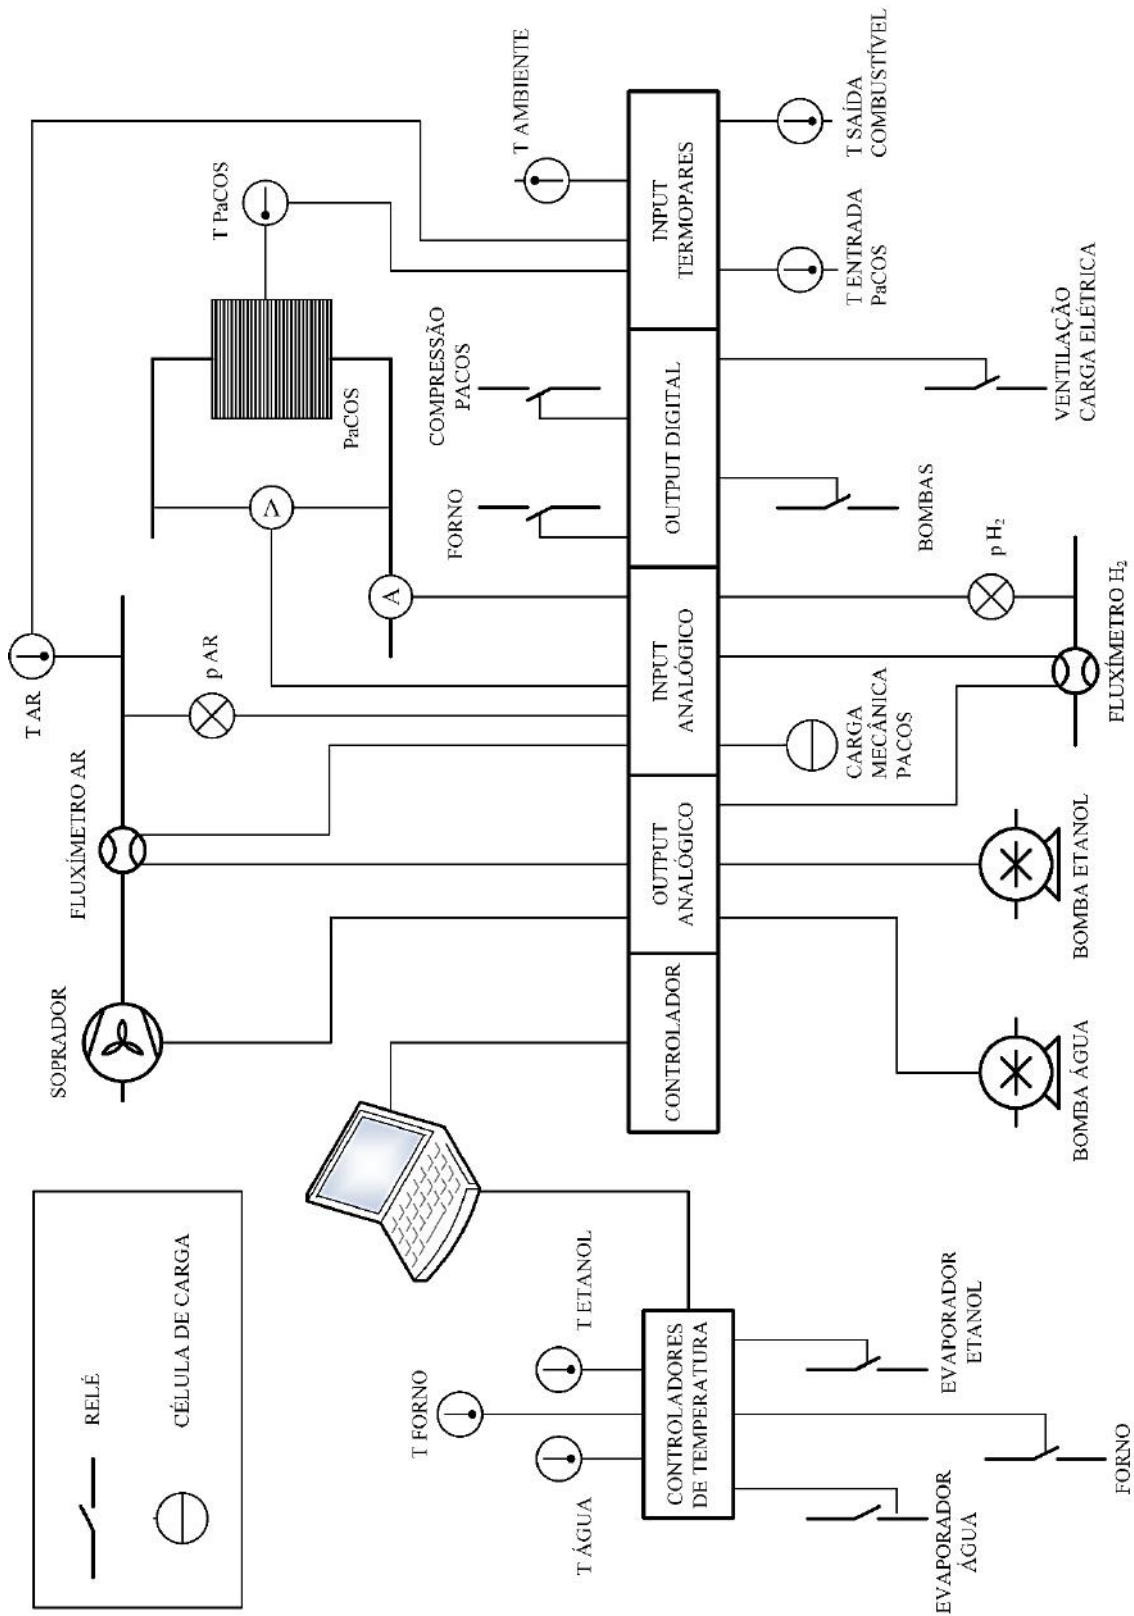 RELÉ
CÉLULA DE CARGA
SOPRADOR
FLUXÍMETRO AR
T AR
p AR
V
A
PaCOS
T PaCOS
FORNO
COMPRESSÃO
PACOS
T AMBIENTE
CONTROLADOR
OUTPUT
ANALÓGICO
INPUT
ANALÓGICO
OUTPUT DIGITAL
INPUT
TERMOPARES
T FORNO
T ÁGUA
T ETANOL
CONTROLADORES
DE TEMPERATURA
EVAPORADOR
ÁGUA
FORNO
EVAPORADOR
ETANOL
BOMBA ÁGUA
BOMBA ETANOL
CARGA
MECÂNICA
PACOS
FLUXÍMETRO H₂
p H₂
BOMBAS
VENTILAÇÃO
CARGA ELÉTRICA
T ENTRADA
PaCOS
T SAÍDA
COMBUSTÍVEL